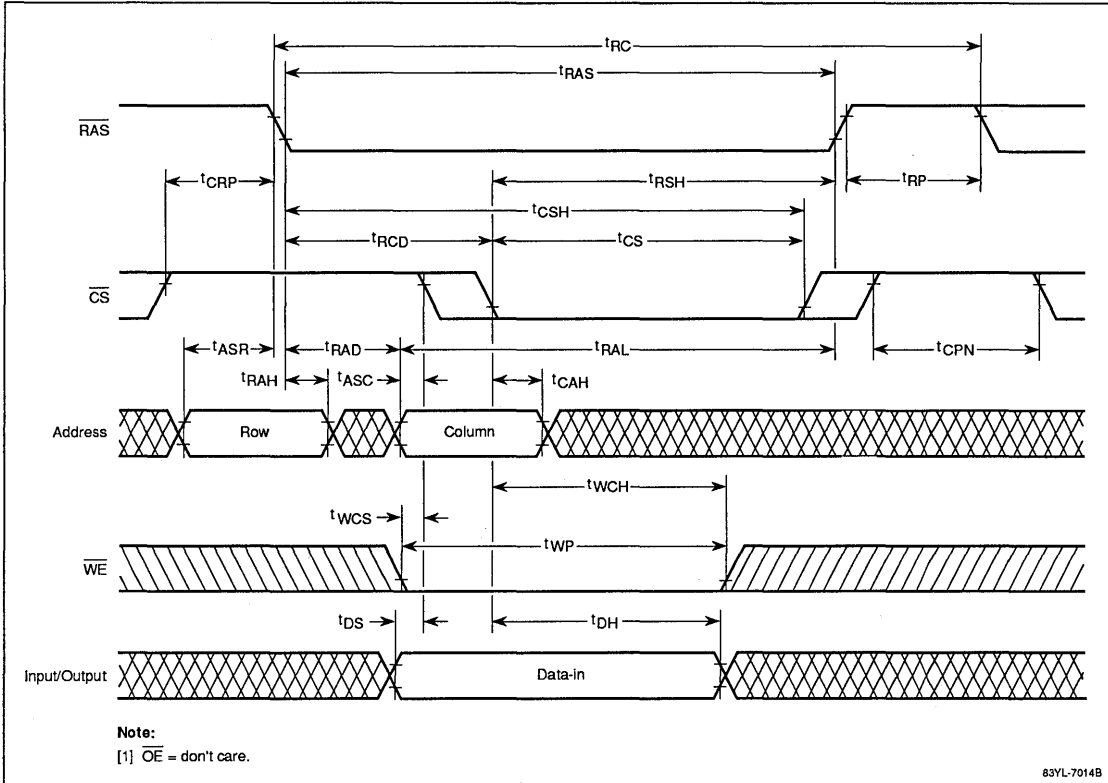 tRC
tRAS
RAS
tCRP
tRSH
tRP
tCSH
tRCD
tCS
CS
tASR
tRAD
tRAL
tCPN
tRAH
tASC
tCAH
Address
Row
Column
tWCH
tWCS
tWP
WE
tDS
tDH
Input/Output
Data-in
Note:
[1] OE = don't care.
83YL-7014B